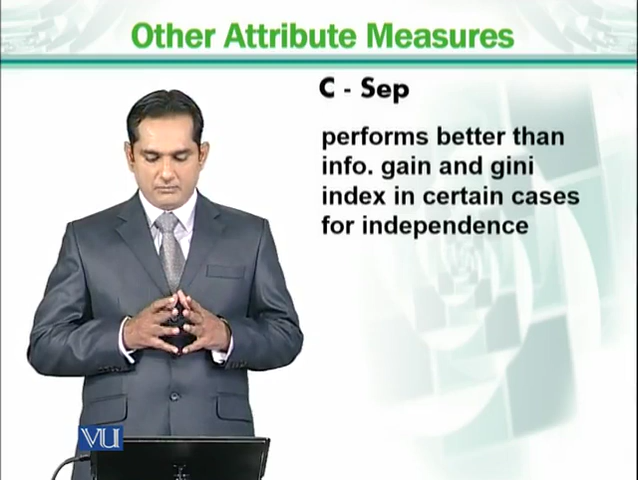 Other Attribute Measures
C - Sep
performs better than
info. gain and gini
index in certain cases
for independence
VU